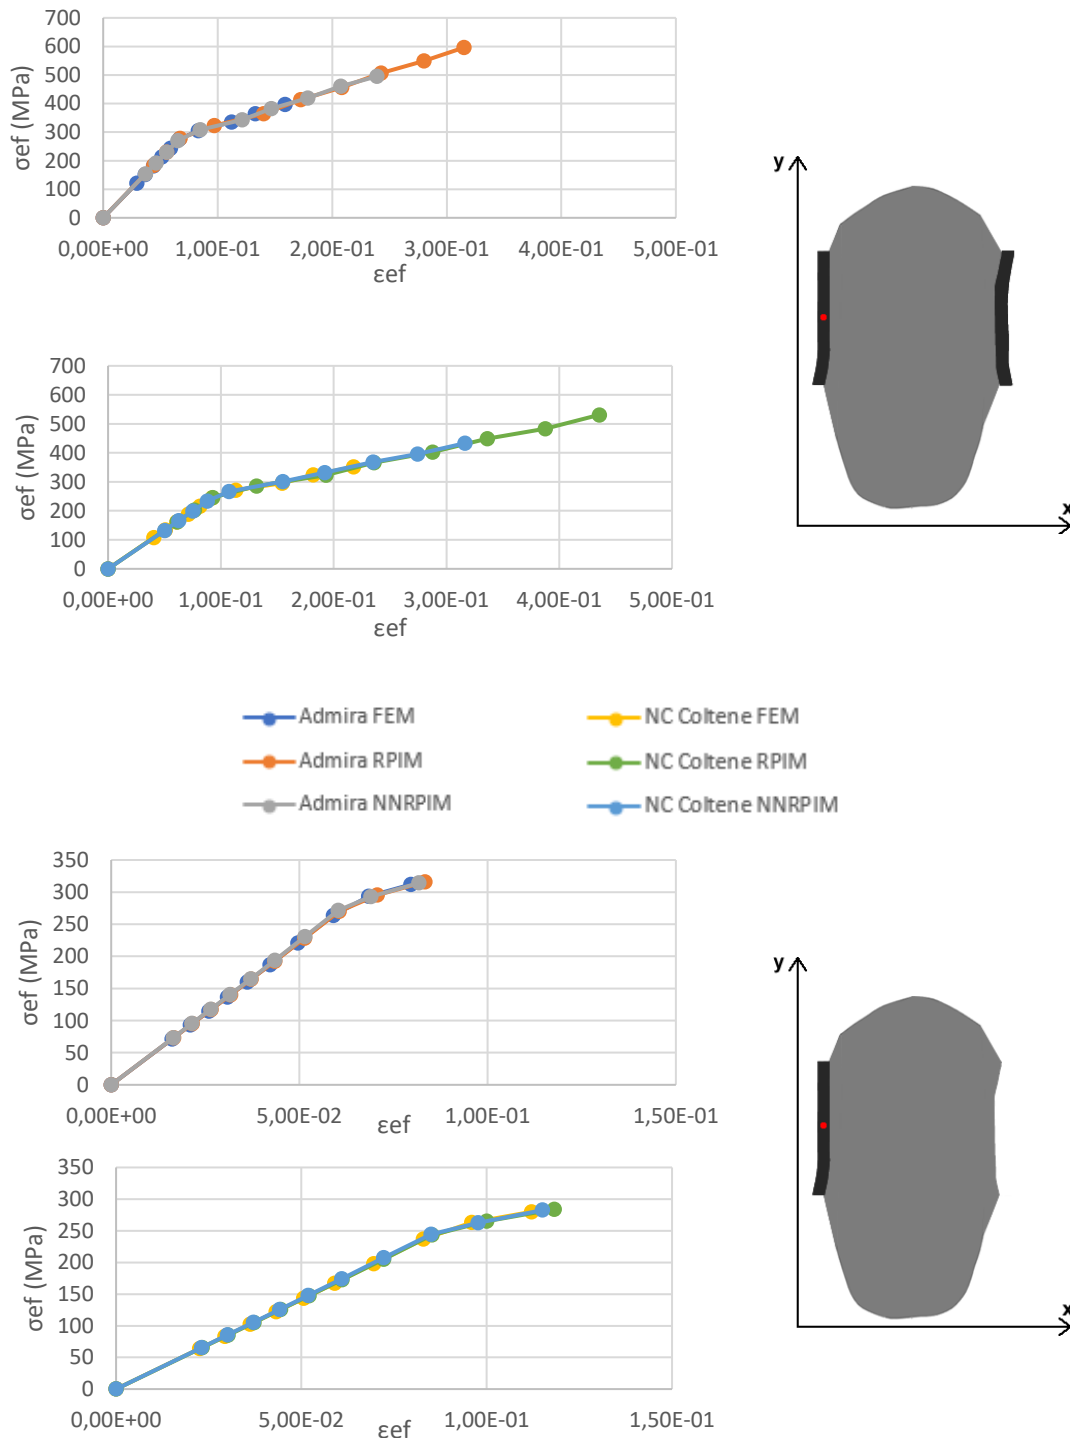 700
600
500
400
300
200
100
0
σef (MPa)
0,00E+00 1,00E-01 2,00E-01 3,00E-01 4,00E-01 5,00E-01
εef
y
x
700
600
500
400
300
200
100
0
σef (MPa)
0,00E+00 1,00E-01 2,00E-01 3,00E-01 4,00E-01 5,00E-01
εef
Admira FEM NC Coltene FEM
Admira RPIM NC Coltene RPIM
Admira NNRPIM NC Coltene NNRPIM
350
300
250
200
150
100
50
0
σef (MPa)
0,00E+00 5,00E-02 1,00E-01 1,50E-01
εef
y
x
350
300
250
200
150
100
50
0
σef (MPa)
0,00E+00 5,00E-02 1,00E-01 1,50E-01
εef